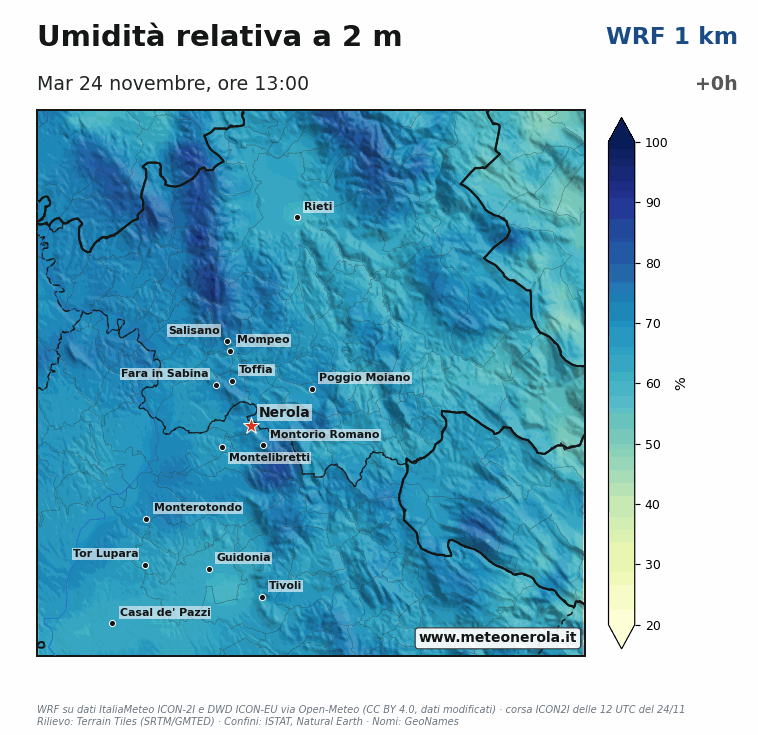 Umidità relativa a 2 m
WRF 1 km
Mar 24 novembre, ore 13:00
+0h
Rieti
Salisano
Mompeo
Fara in Sabina
Toffia
Poggio Moiano
Nerola
Montorio Romano
Montelibretti
Monterotondo
Tor Lupara
Guidonia
Tivoli
Casal de' Pazzi
www.meteonerola.it
100
90
80
70
60
50
40
30
20
%
WRF su dati ItaliaMeteo ICON-2I e DWD ICON-EU via Open-Meteo (CC BY 4.0, dati modificati) · corsa ICON2I delle 12 UTC del 24/11
Rilievo: Terrain Tiles (SRTM/GMTED) · Confini: ISTAT, Natural Earth · Nomi: GeoNames